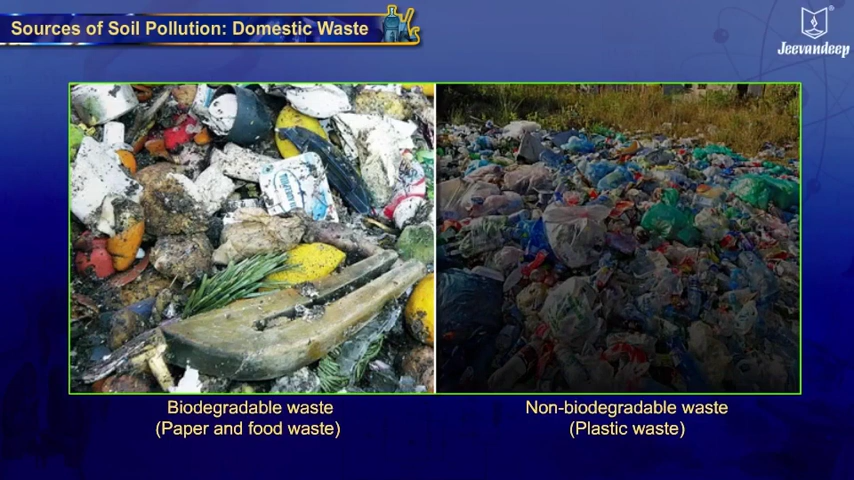 Sources of Soil Pollution: Domestic Waste
Jeevandeep
Biodegradable waste
(Paper and food waste)
Non-biodegradable waste
(Plastic waste)